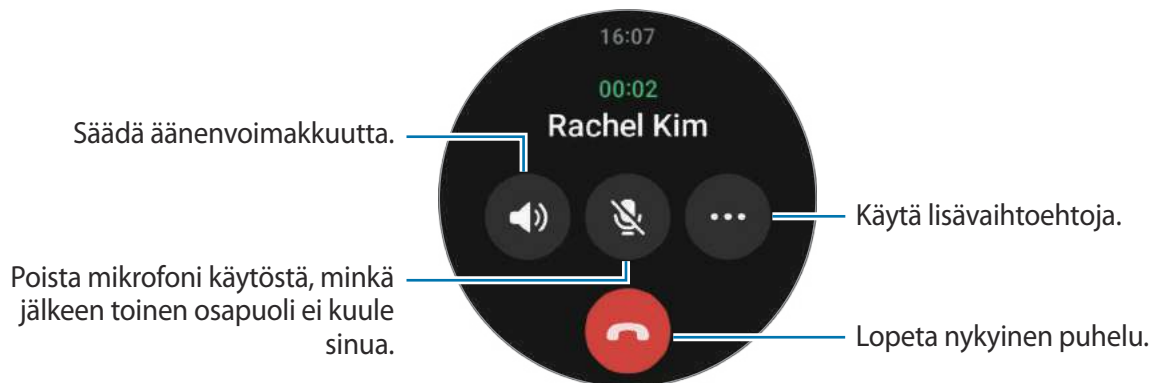 16:07
00:02
Rachel Kim
Säädä äänenvoimakkuutta.
Käytä lisävaihtoehtoja.
Poista mikrofoni käytöstä, minkä
jälkeen toinen osapuoli ei kuule
sinua.
Lopeta nykyinen puhelu.